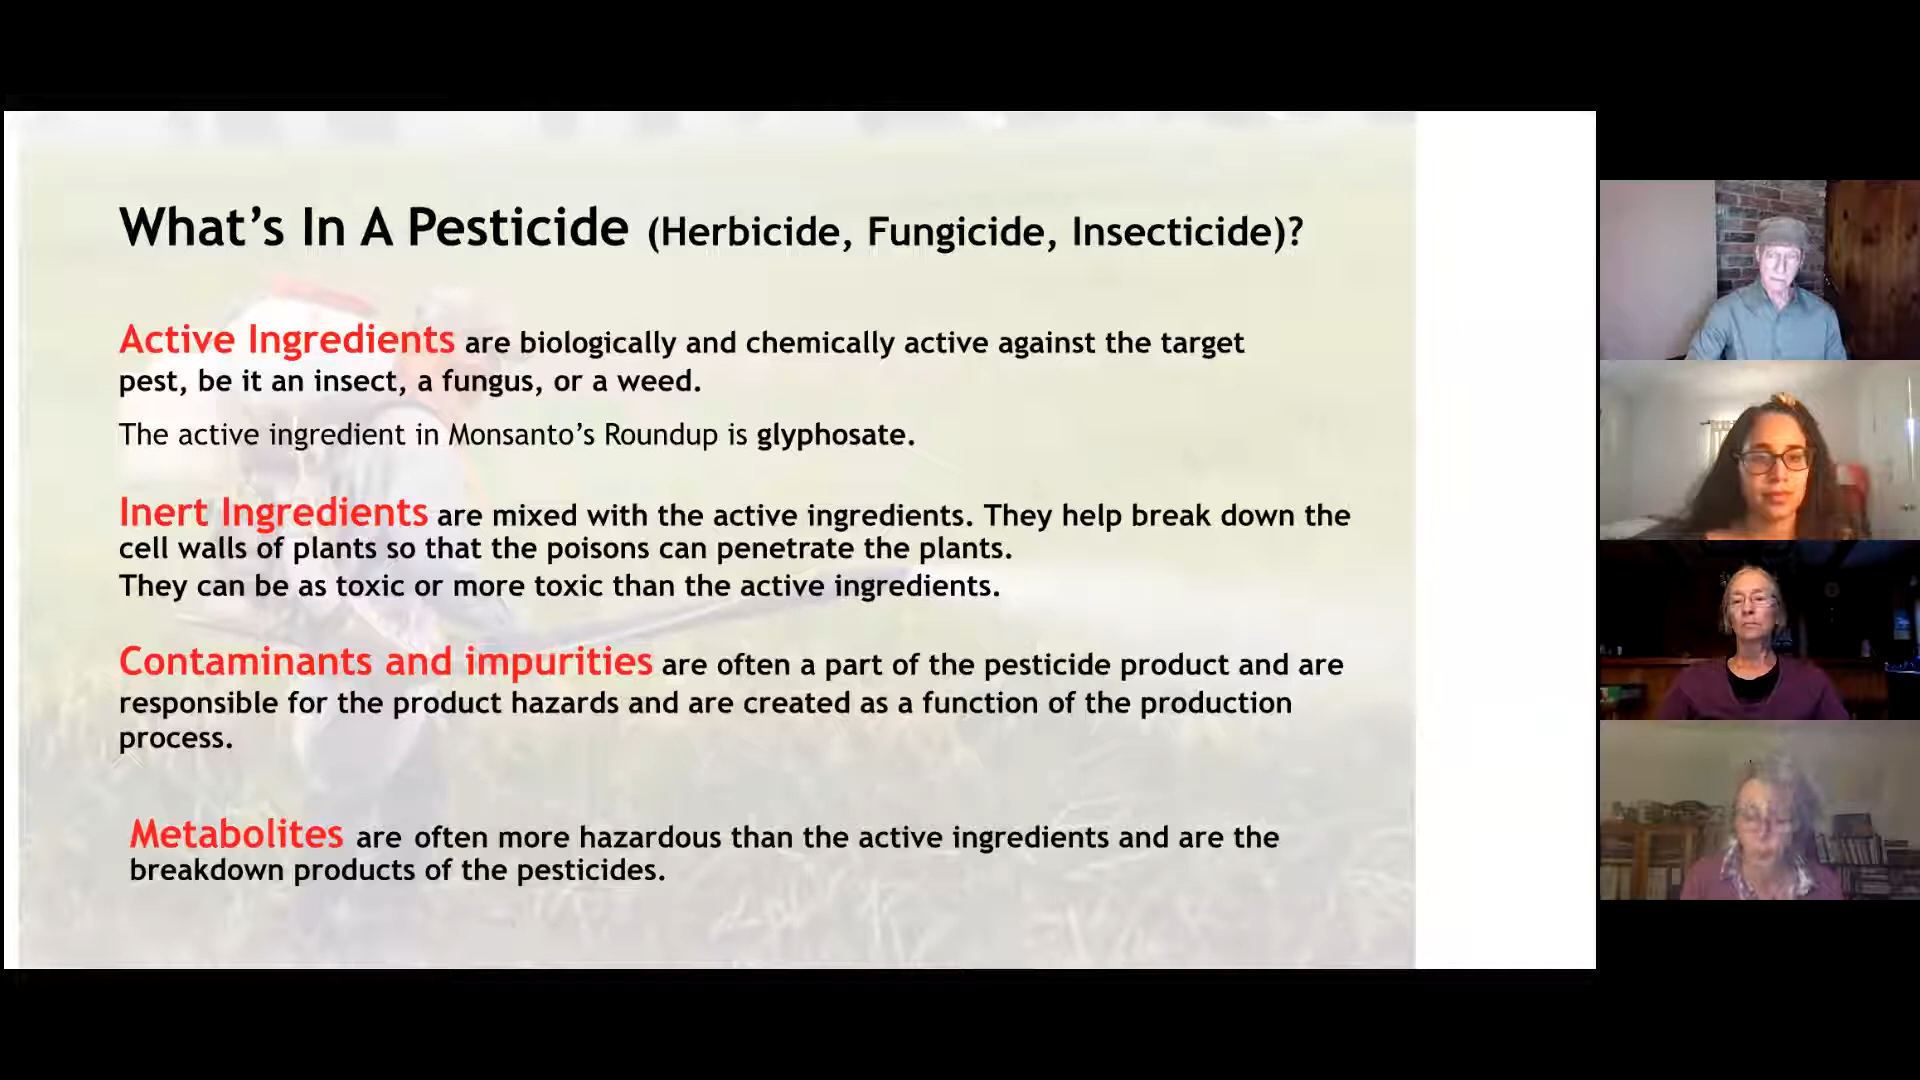 What's In A Pesticide (Herbicide, Fungicide, Insecticide)?
Active Ingredients are biologically and chemically active against the target
pest, be it an insect, a fungus, or a weed.
The active ingredient in Monsanto's Roundup is glyphosate.
Inert Ingredients are mixed with the active ingredients. They help break down the
cell walls of plants so that the poisons can penetrate the plants.
They can be as toxic or more toxic than the active ingredients.
Contaminants and impurities are often a part of the pesticide product and are
responsible for the product hazards and are created as a function of the production
process.
Metabolites are often more hazardous than the active ingredients and are the
breakdown products of the pesticides.